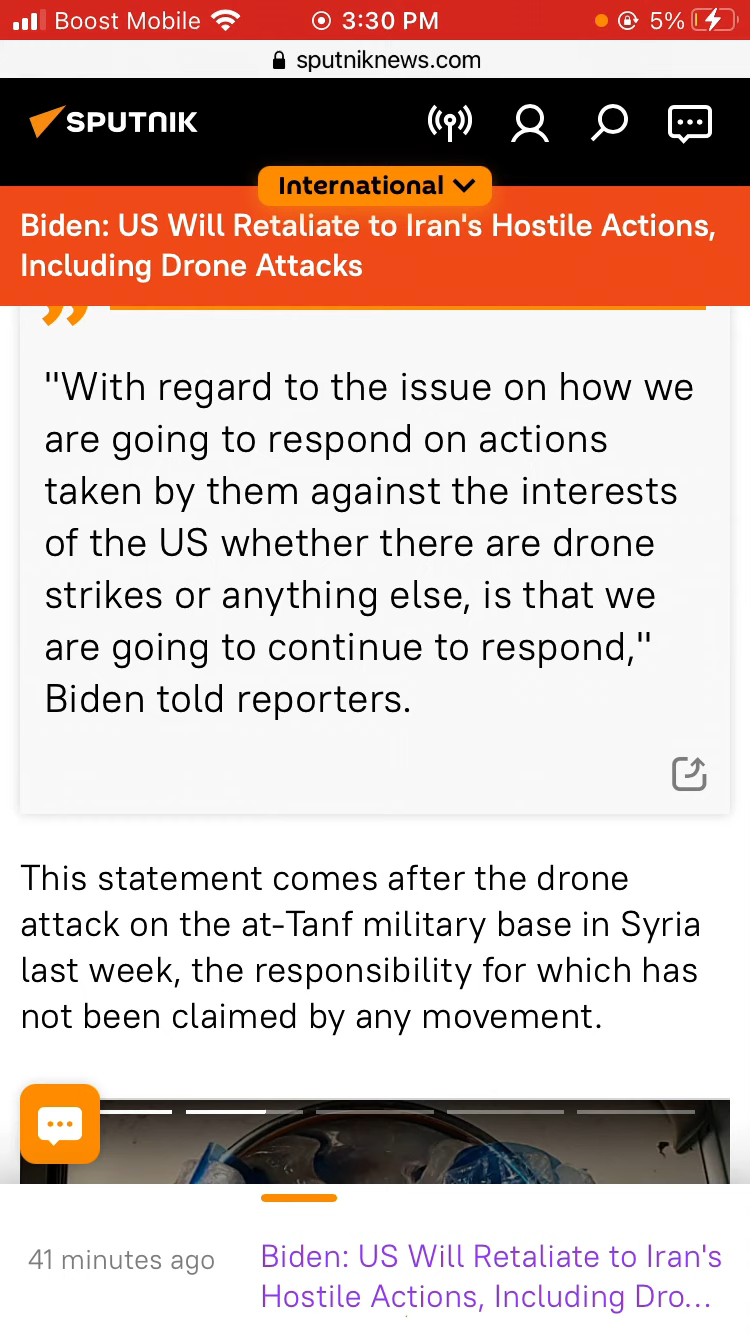 Boost Mobile 3:30 PM 5%
sputniknews.com
SPUTNIK
International
Biden: US Will Retaliate to Iran's Hostile Actions,
Including Drone Attacks
"With regard to the issue on how we
are going to respond on actions
taken by them against the interests
of the US whether there are drone
strikes or anything else, is that we
are going to continue to respond,"
Biden told reporters.
This statement comes after the drone
attack on the at-Tanf military base in Syria
last week, the responsibility for which has
not been claimed by any movement.
41 minutes ago
Biden: US Will Retaliate to Iran's
Hostile Actions, Including Dro...